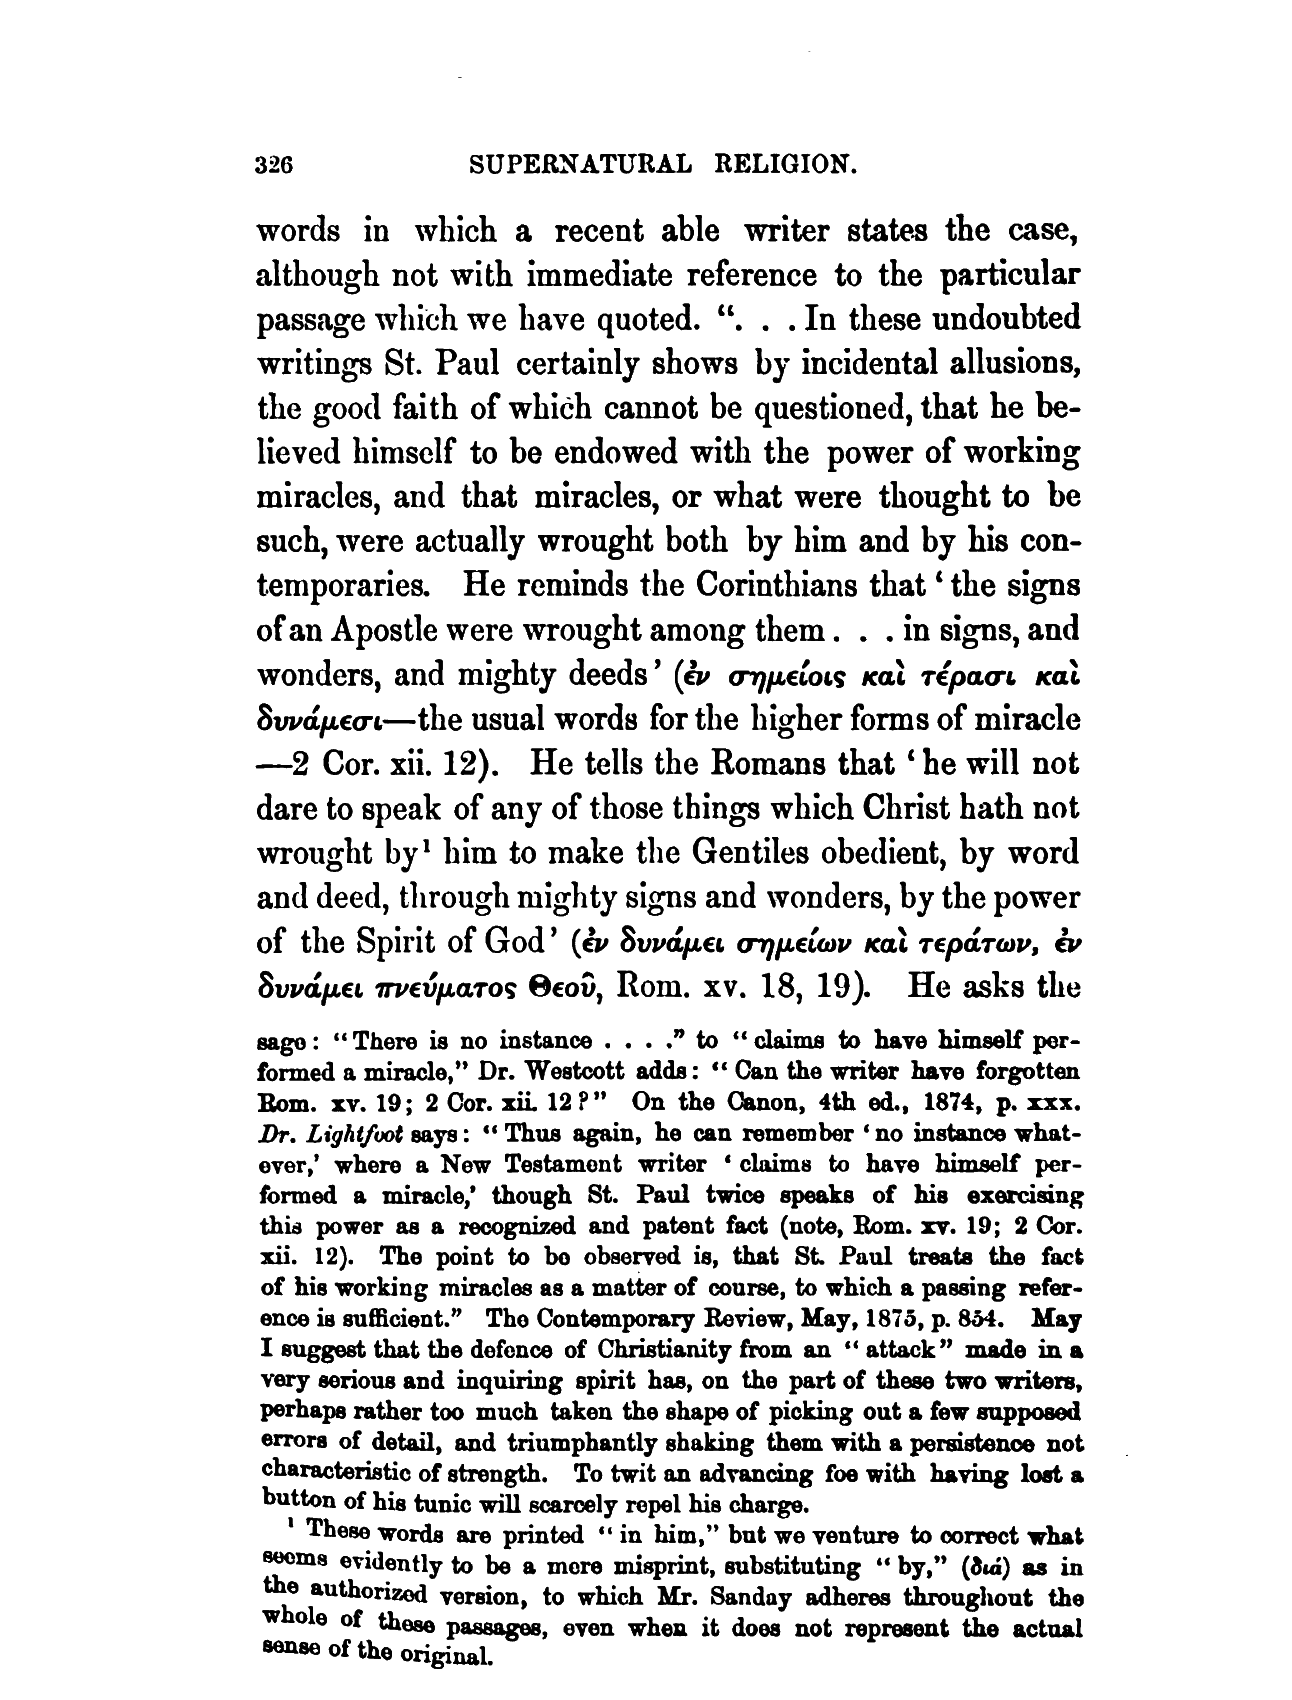 326 SUPERNATURAL RELIGION.
words in which a recent able writer states the case,
although not with immediate reference to the particular
passage which we have quoted. “. . . In these undoubted
writings St. Paul certainly shows by incidental allusions,
the good faith of which cannot be questioned, that he be-
lieved himself to be endowed with the power of working
miracles, and that miracles, or what were thought to be
such, were actually wrought both by him and by his con-
temporaries. He reminds the Corinthians that ‘the signs
of an Apostle were wrought among them . . . in signs, and
wonders, and mighty deeds’ (ἐν σημείοις καὶ τέρασι καὶ
δυνάμεσι—the usual words for the higher forms of miracle
—2 Cor. xii. 12). He tells the Romans that ‘he will not
dare to speak of any of those things which Christ hath not
wrought by¹ him to make the Gentiles obedient, by word
and deed, through mighty signs and wonders, by the power
of the Spirit of God’ (ἐν δυνάμει σημείων καὶ τεράτων, ἐν
δυνάμει πνεύματος Θεοῦ, Rom. xv. 18, 19). He asks the
sage: “There is no instance . . . .” to “claims to have himself per-
formed a miracle,” Dr. Westcott adds: “Can the writer have forgotten
Rom. xv. 19; 2 Cor. xii. 12?” On the Canon, 4th ed., 1874, p. xxx.
Dr. Lightfoot says: “Thus again, he can remember ‘no instance what-
ever,’ where a New Testament writer ‘claims to have himself per-
formed a miracle,’ though St. Paul twice speaks of his exercising
this power as a recognized and patent fact (note, Rom. xv. 19; 2 Cor.
xii. 12). The point to be observed is, that St. Paul treats the fact
of his working miracles as a matter of course, to which a passing refer-
ence is sufficient.” The Contemporary Review, May, 1875, p. 854. May
I suggest that the defence of Christianity from an “attack” made in a
very serious and inquiring spirit has, on the part of these two writers,
perhaps rather too much taken the shape of picking out a few supposed
errors of detail, and triumphantly shaking them with a persistence not
characteristic of strength. To twit an advancing foe with having lost a
button of his tunic will scarcely repel his charge.
¹ These words are printed “in him,” but we venture to correct what
seems evidently to be a mere misprint, substituting “by,” (διά) as in
the authorized version, to which Mr. Sanday adheres throughout the
whole of these passages, even when it does not represent the actual
sense of the original.